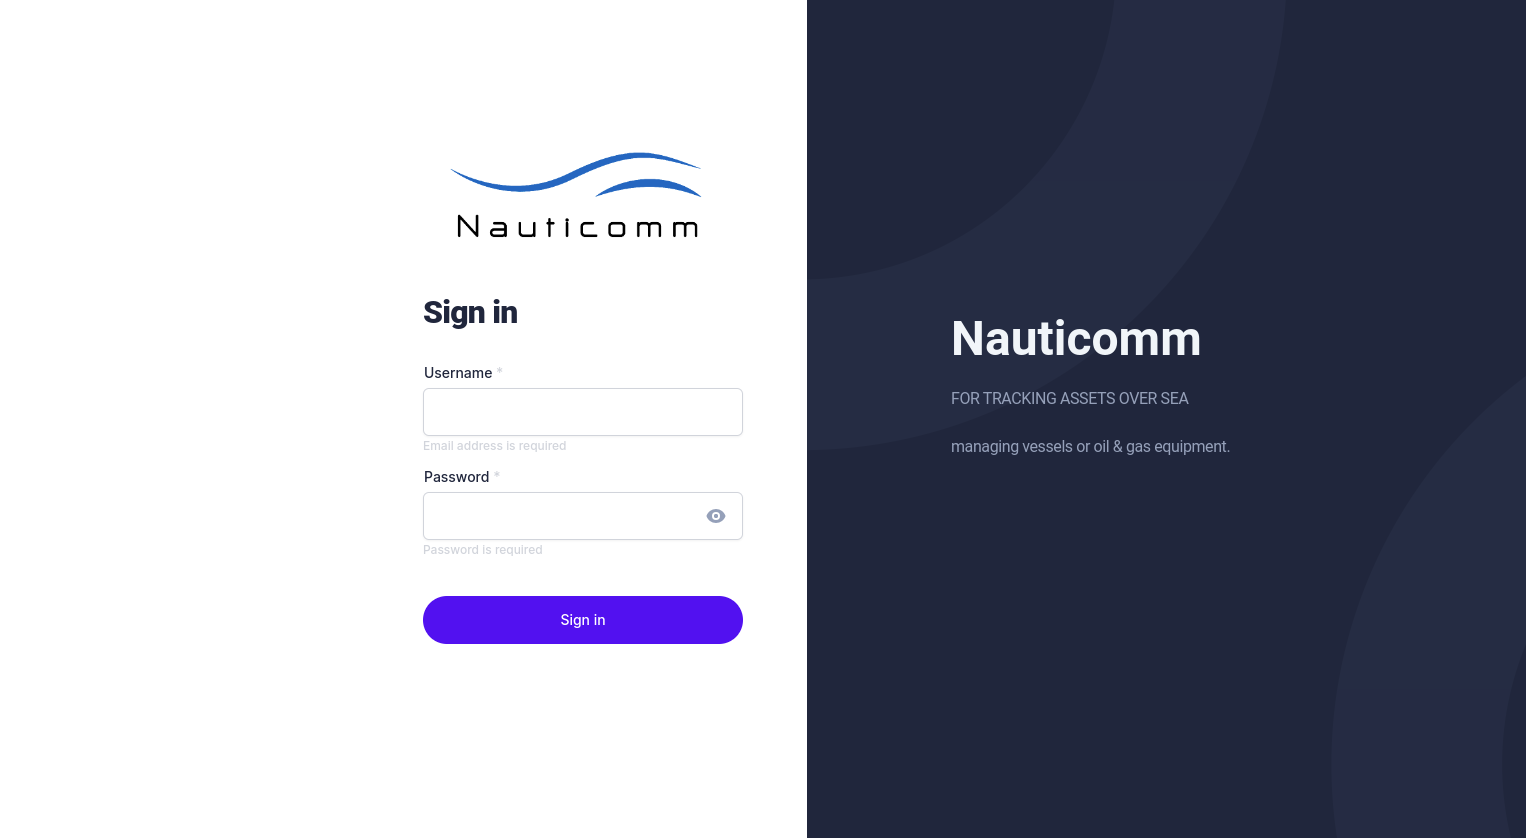 Nauticomm
Sign in
Username *
Email address is required
Password *
Password is required
Sign in
Nauticomm
FOR TRACKING ASSETS OVER SEA
managing vessels or oil & gas equipment.